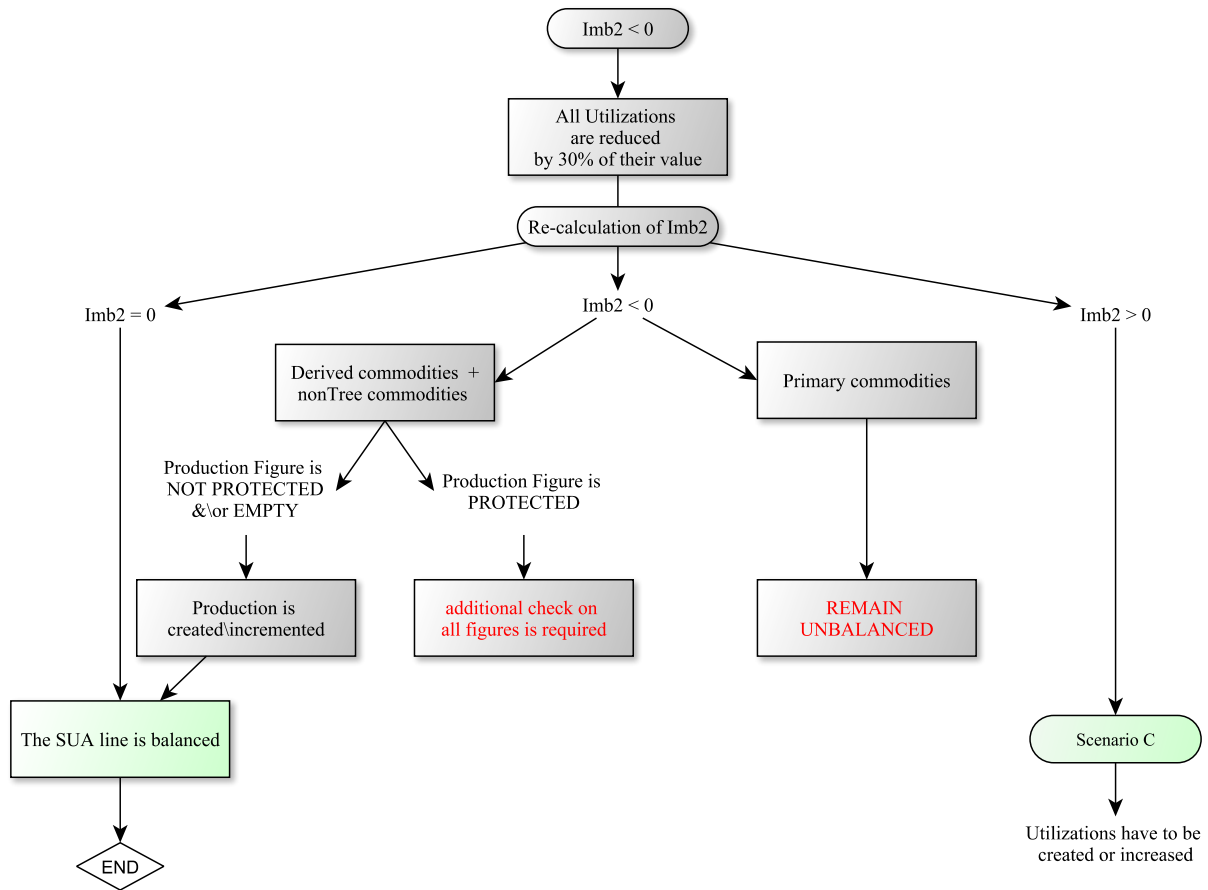 Imb2 < 0
All Utilizations
are reduced
by 30% of their value
Re-calculation of Imb2
Imb2 = 0
Imb2 < 0
Imb2 > 0
Derived commodities +
nonTree commodities
Primary commodities
Production Figure is
NOT PROTECTED
&\or EMPTY
Production Figure is
PROTECTED
Production is
created\incremented
additional check on
all figures is required
REMAIN
UNBALANCED
The SUA line is balanced
Scenario C
Utilizations have to be
created or increased
END